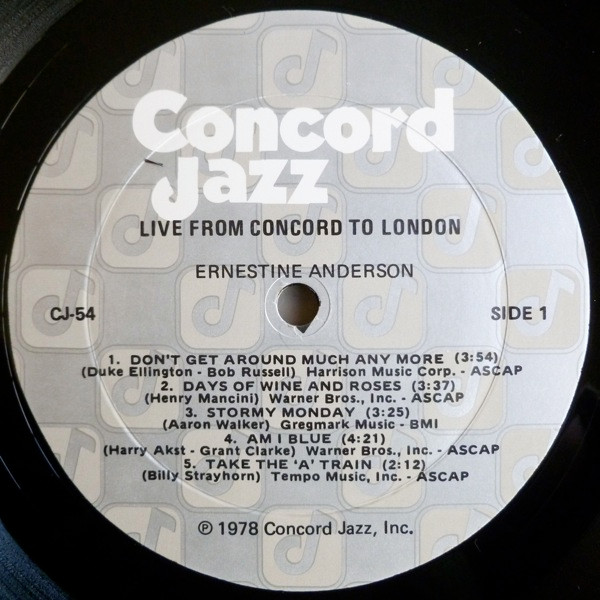 Concord
Jazz
LIVE FROM CONCORD TO LONDON
ERNESTINE ANDERSON
CJ-54
SIDE 1
1. DON'T GET AROUND MUCH ANY MORE (3:54)
(Duke Ellington - Bob Russell) Harrison Music Corp. - ASCAP
2. DAYS OF WINE AND ROSES (3:37)
(Henry Mancini) Warner Bros., Inc. - ASCAP
3. STORMY MONDAY (3:25)
(Aaron Walker) Gregmark Music - BMI
4. AM I BLUE (4:21)
(Harry Akst - Grant Clarke) Warner Bros., Inc. - ASCAP
5. TAKE THE 'A' TRAIN (2:12)
(Billy Strayhorn) Tempo Music, Inc. - ASCAP
℗ 1978 Concord Jazz, Inc.